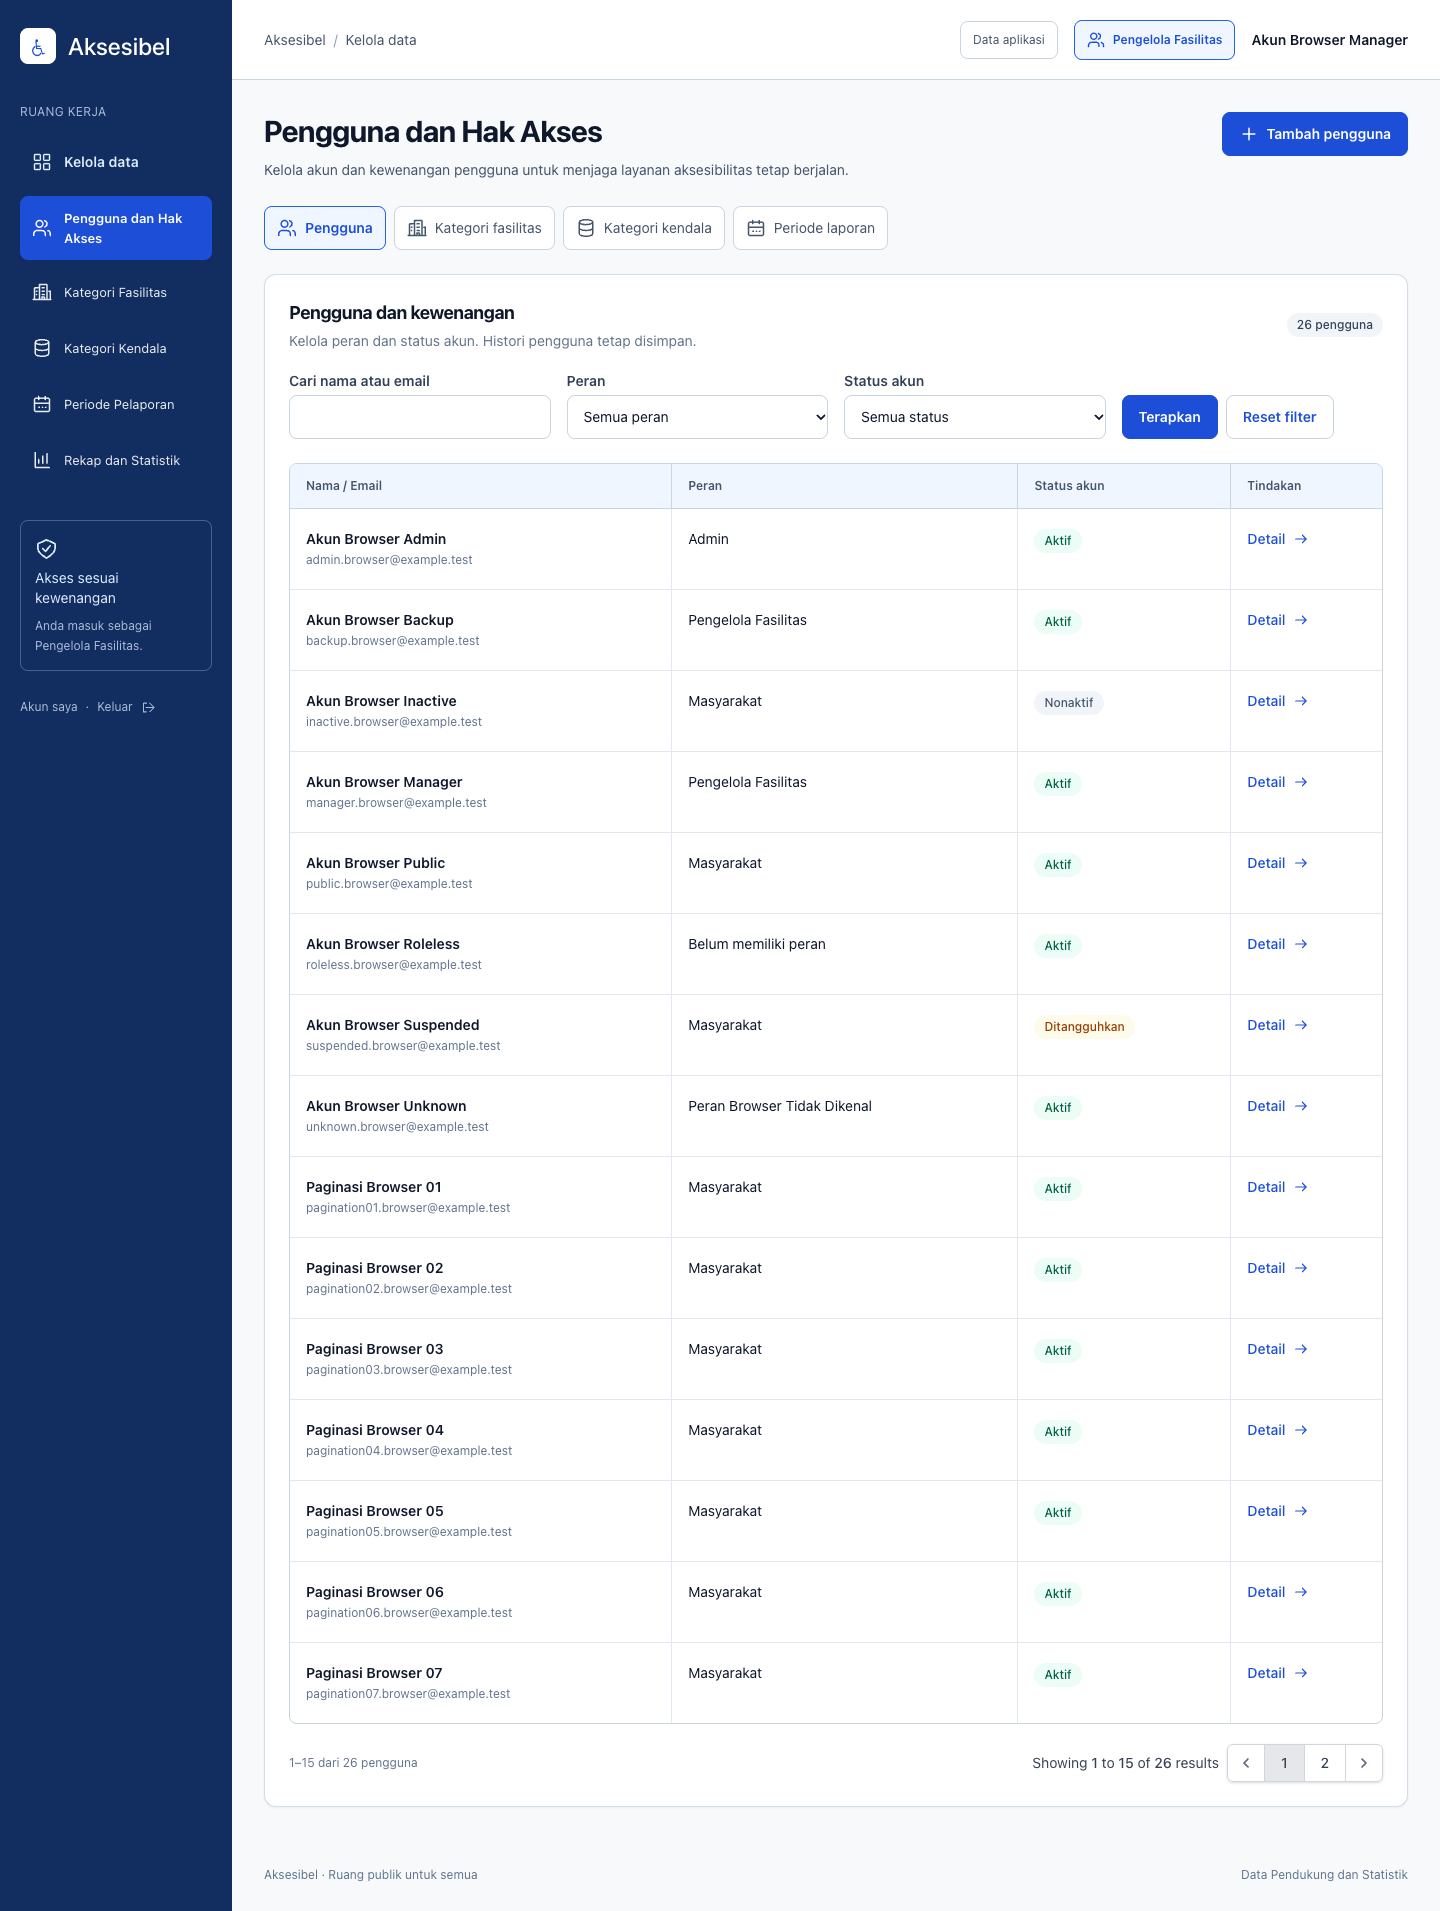 Aksesibel
RUANG KERJA
Kelola data
Pengguna dan Hak
Akses
Kategori Fasilitas
Kategori Kendala
Periode Pelaporan
Rekap dan Statistik
Akses sesuai
kewenangan
Anda masuk sebagai
Pengelola Fasilitas.
Akun saya · Keluar
Aksesibel / Kelola data
Data aplikasi
Pengelola Fasilitas
Akun Browser Manager
Pengguna dan Hak Akses
Kelola akun dan kewenangan pengguna untuk menjaga layanan aksesibilitas tetap berjalan.
Tambah pengguna
Pengguna
Kategori fasilitas
Kategori kendala
Periode laporan
Pengguna dan kewenangan
Kelola peran dan status akun. Histori pengguna tetap disimpan.
26 pengguna
Cari nama atau email
Peran
Semua peran
Status akun
Semua status
Terapkan
Reset filter
Nama / Email Peran Status akun Tindakan
Akun Browser Admin Admin Aktif Detail
admin.browser@example.test
Akun Browser Backup Pengelola Fasilitas Aktif Detail
backup.browser@example.test
Akun Browser Inactive Masyarakat Nonaktif Detail
inactive.browser@example.test
Akun Browser Manager Pengelola Fasilitas Aktif Detail
manager.browser@example.test
Akun Browser Public Masyarakat Aktif Detail
public.browser@example.test
Akun Browser Roleless Belum memiliki peran Aktif Detail
roleless.browser@example.test
Akun Browser Suspended Masyarakat Ditangguhkan Detail
suspended.browser@example.test
Akun Browser Unknown Peran Browser Tidak Dikenal Aktif Detail
unknown.browser@example.test
Paginasi Browser 01 Masyarakat Aktif Detail
pagination01.browser@example.test
Paginasi Browser 02 Masyarakat Aktif Detail
pagination02.browser@example.test
Paginasi Browser 03 Masyarakat Aktif Detail
pagination03.browser@example.test
Paginasi Browser 04 Masyarakat Aktif Detail
pagination04.browser@example.test
Paginasi Browser 05 Masyarakat Aktif Detail
pagination05.browser@example.test
Paginasi Browser 06 Masyarakat Aktif Detail
pagination06.browser@example.test
Paginasi Browser 07 Masyarakat Aktif Detail
pagination07.browser@example.test
1–15 dari 26 pengguna
Showing 1 to 15 of 26 results
1 2
Aksesibel · Ruang publik untuk semua
Data Pendukung dan Statistik